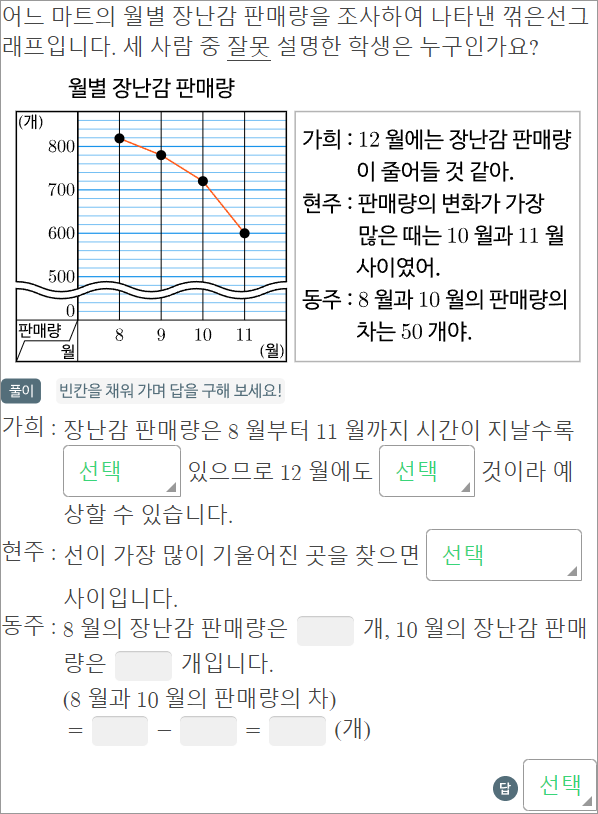 어느 마트의 월별 장난감 판매량을 조사하여 나타낸 꺾은선그
래프입니다. 세 사람 중 잘못 설명한 학생은 누구인가요?
월별 장난감 판매량
(개)
800
700
600
500
0
판매량
월
8 9 10 11
(월)
가희 : 12 월에는 장난감 판매량
이 줄어들 것 같아.
현주 : 판매량의 변화가 가장
많은 때는 10 월과 11 월
사이였어.
동주 : 8 월과 10 월의 판매량의
차는 50 개야.
풀이 빈칸을 채워 가며 답을 구해 보세요!
가희 : 장난감 판매량은 8 월부터 11 월까지 시간이 지날수록
선택 있으므로 12 월에도 선택 것이라 예
상할 수 있습니다.
현주 : 선이 가장 많이 기울어진 곳을 찾으면 선택
사이입니다.
동주 : 8 월의 장난감 판매량은 개, 10 월의 장난감 판매
량은 개입니다.
(8 월과 10 월의 판매량의 차)
= − = (개)
답 선택